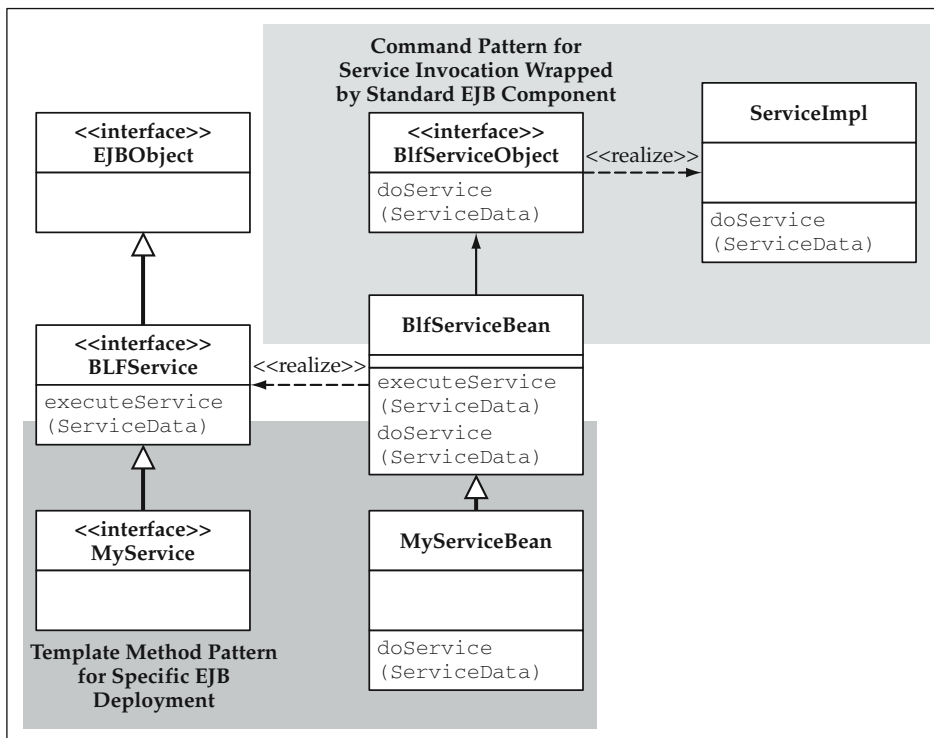 Command Pattern for
Service Invocation Wrapped
by Standard EJB Component
<<interface>>
EJBObject
<<interface>>
BlfServiceObject
doService
(ServiceData)
<<realize>>
ServiceImpl
doService
(ServiceData)
<<interface>>
BLFService
executeService
(ServiceData)
<<realize>>
BlfServiceBean
executeService
(ServiceData)
doService
(ServiceData)
<<interface>>
MyService
MyServiceBean
doService
(ServiceData)
Template Method Pattern
for Specific EJB
Deployment